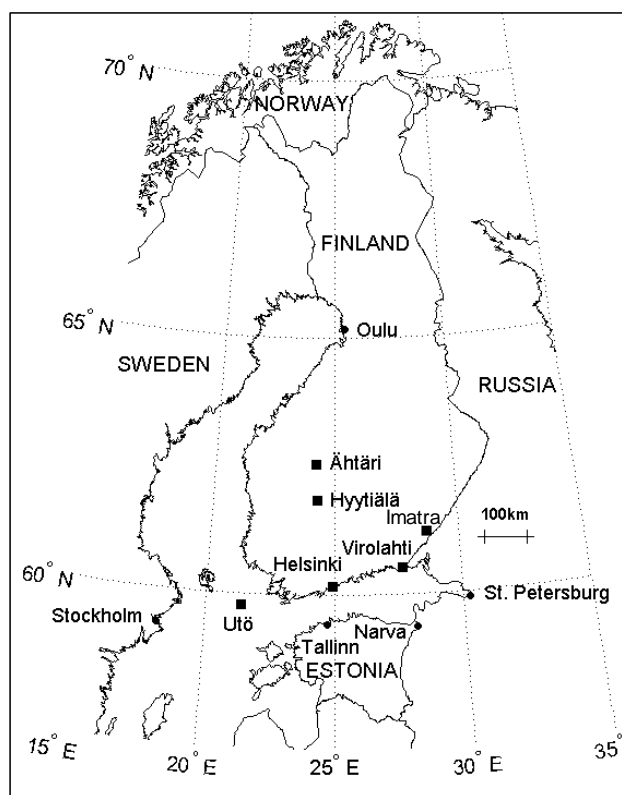 70° N
NORWAY
FINLAND
65° N
Oulu
SWEDEN
RUSSIA
Ähtäri
Hyytiälä
Imatra
100km
Virolahti
Helsinki
60° N
St. Petersburg
Stockholm
Utö
Narva
Tallinn
ESTONIA
15° E
20° E
25° E
30° E
35°